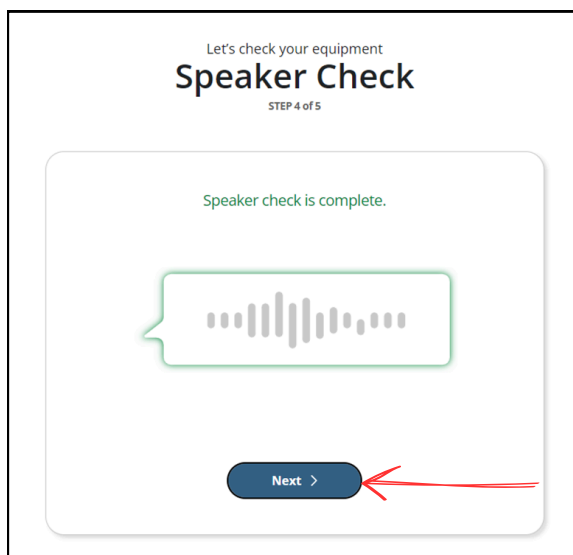 Let's check your equipment
Speaker Check
STEP 4 of 5
Speaker check is complete.
Next